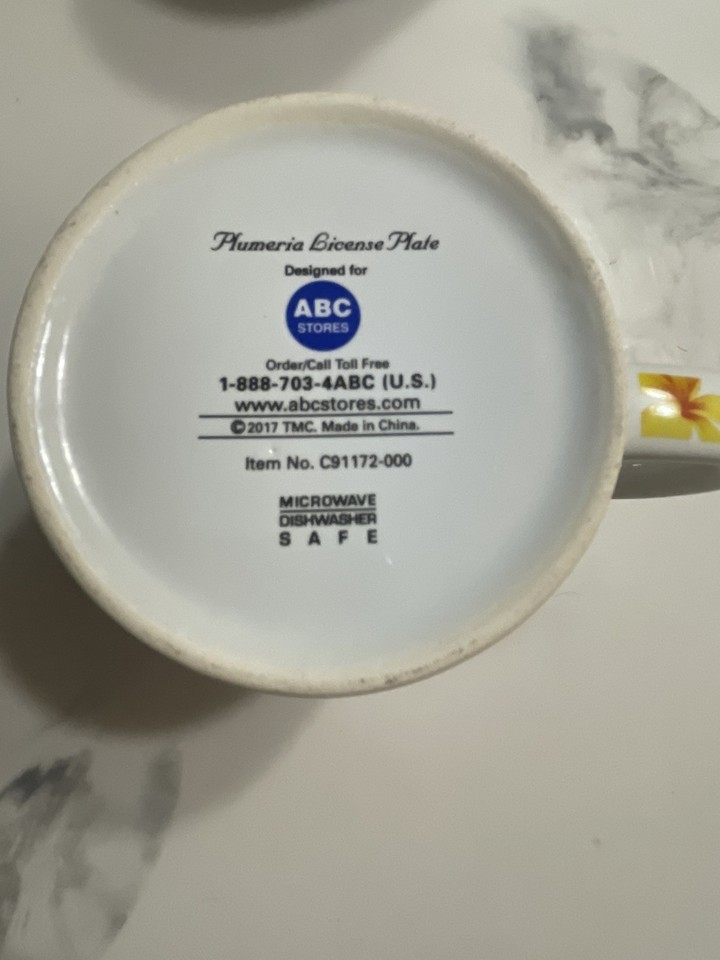 Plumeria License Plate
Designed for
ABC
STORES
Order/Call Toll Free
1-888-703-4ABC (U.S.)
www.abcstores.com
©2017 TMC. Made in China.
Item No. C91172-000
MICROWAVE
DISHWASHER
SAFE